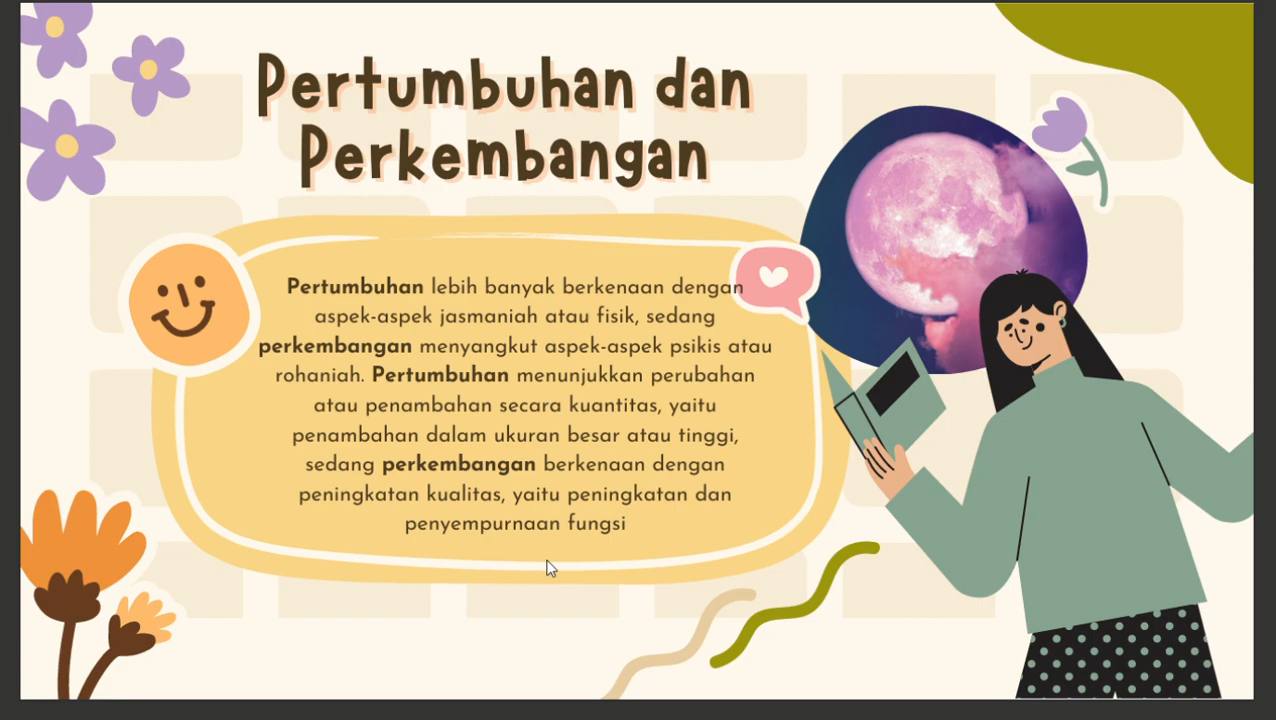 Pertumbuhan dan
Perkembangan
Pertumbuhan lebih banyak berkenaan dengan
aspek-aspek jasmaniah atau fisik, sedang
perkembangan menyangkut aspek-aspek psikis atau
rohaniah. Pertumbuhan menunjukkan perubahan
atau penambahan secara kuantitas, yaitu
penambahan dalam ukuran besar atau tinggi,
sedang perkembangan berkenaan dengan
peningkatan kualitas, yaitu peningkatan dan
penyempurnaan fungsi